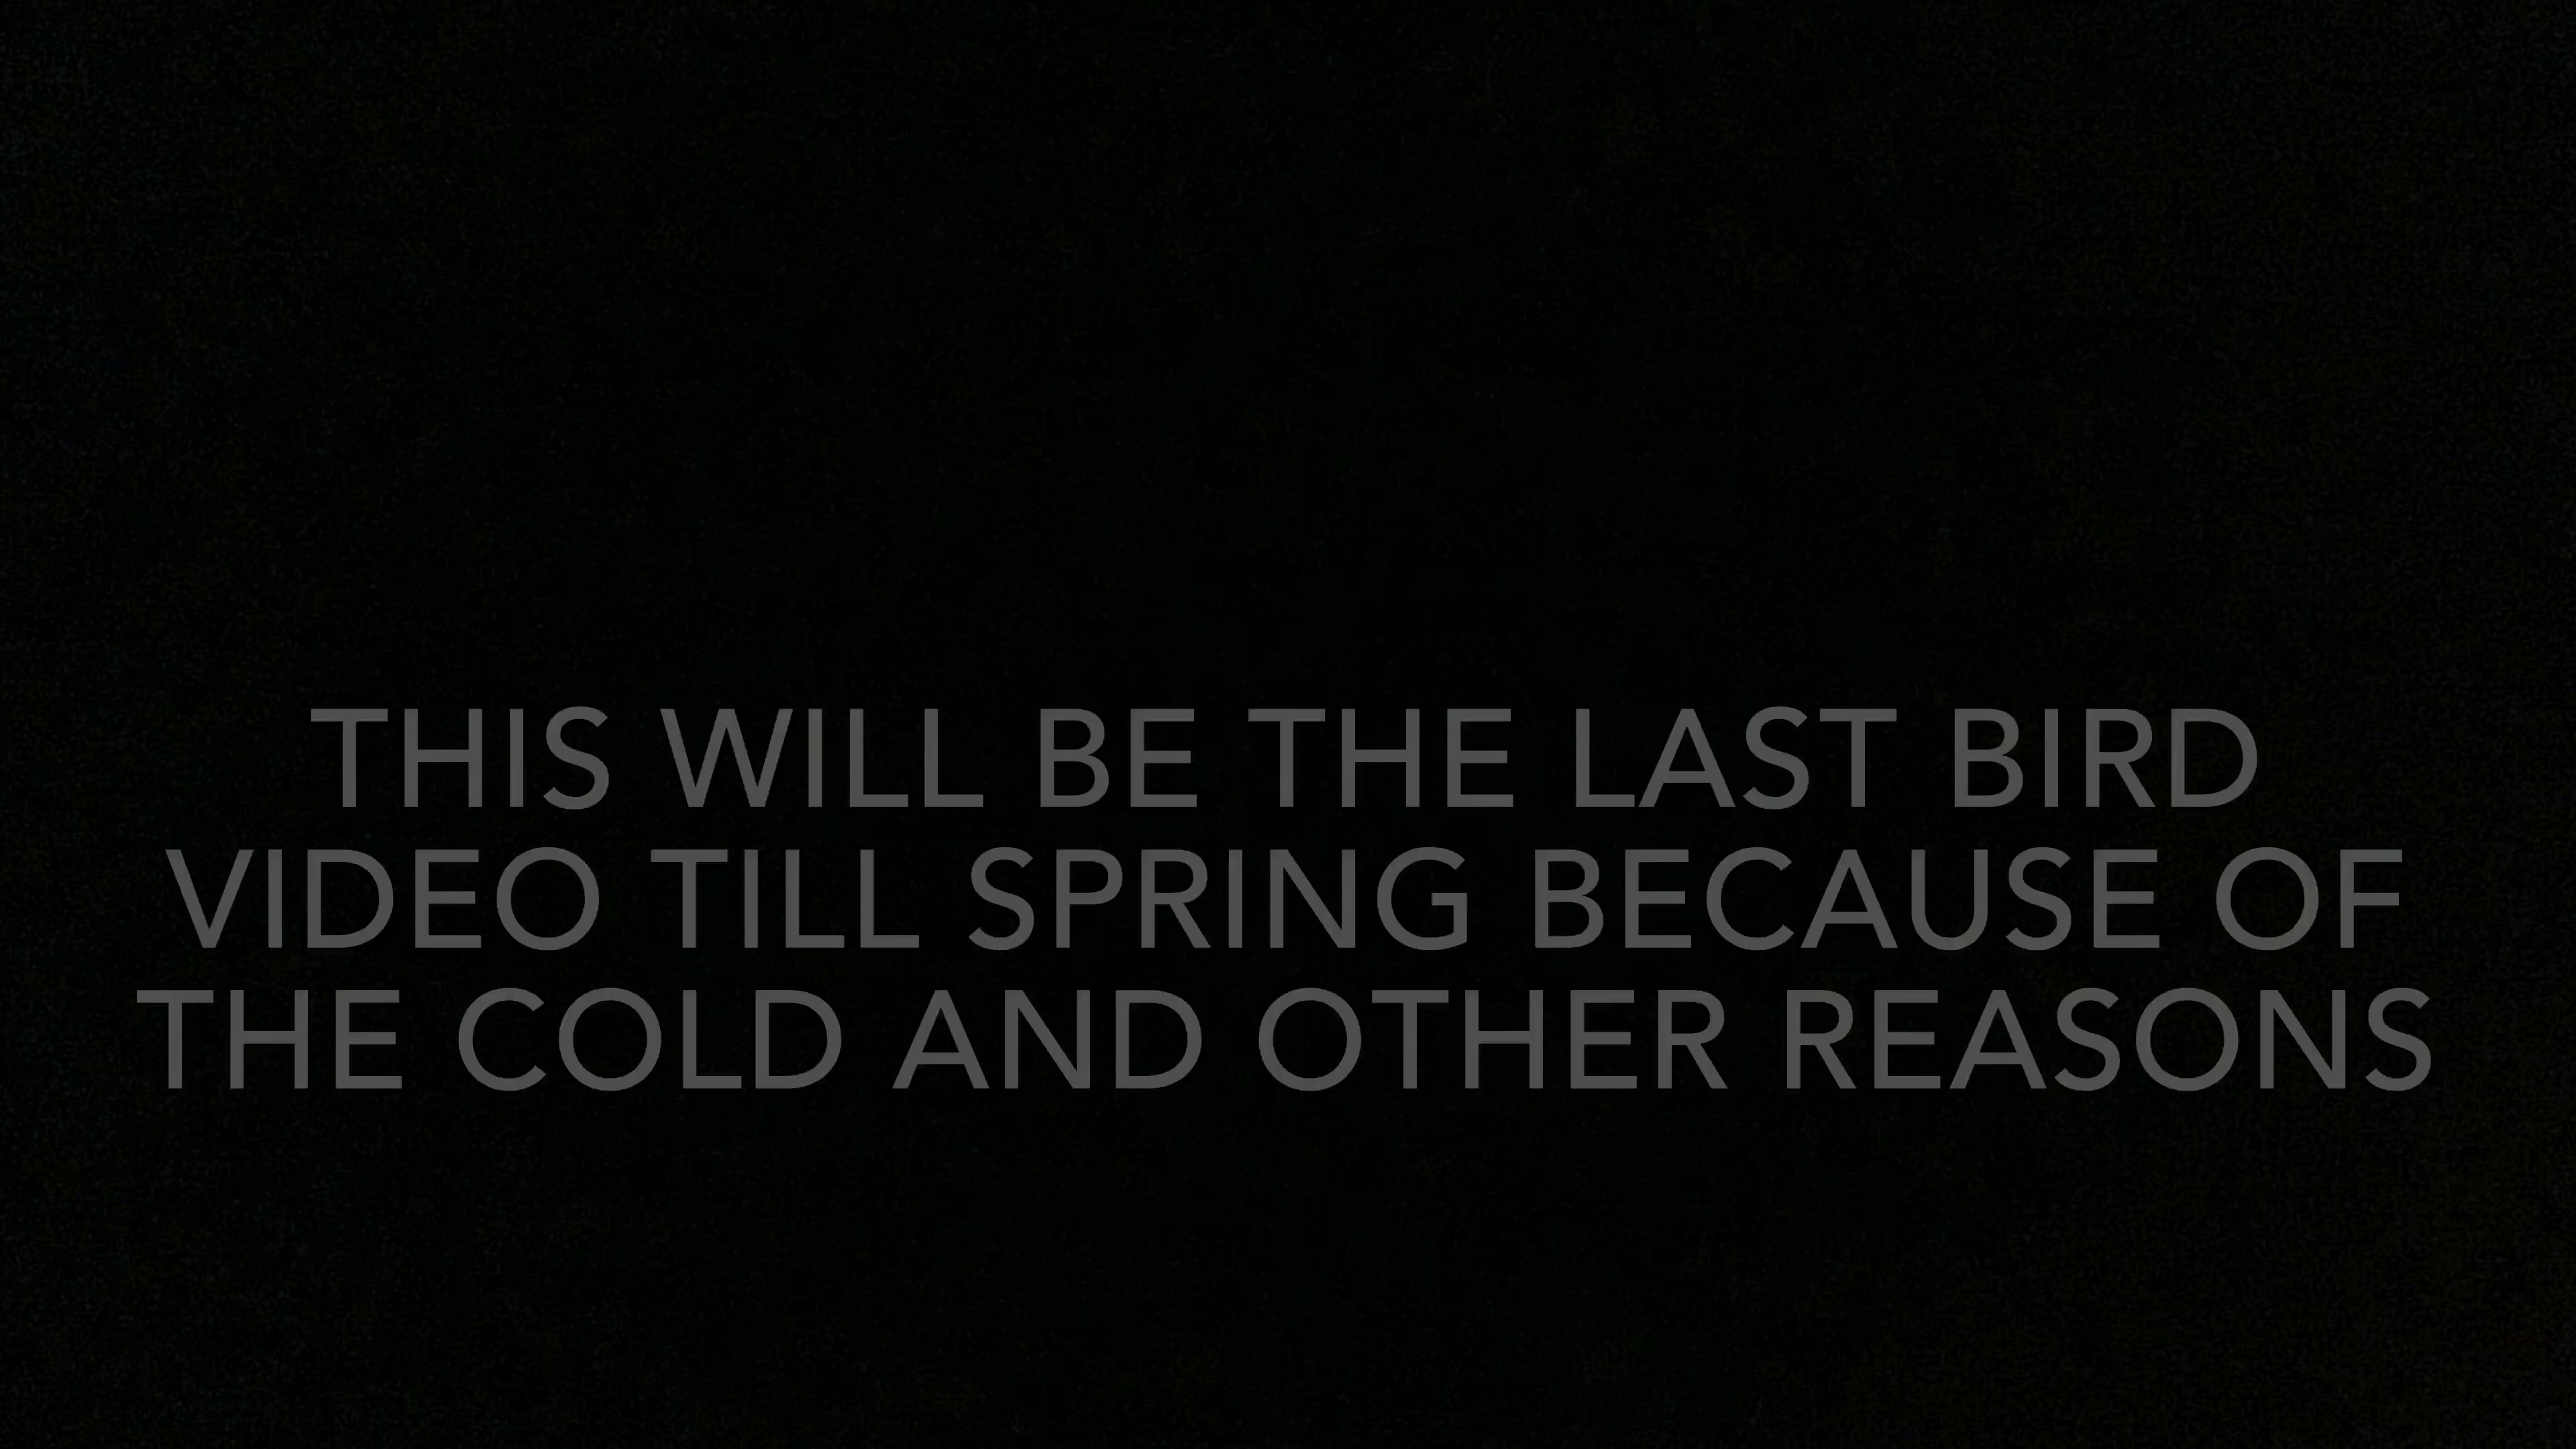 THIS WILL BE THE LAST BIRD
VIDEO TILL SPRING BECAUSE OF
THE COLD AND OTHER REASONS